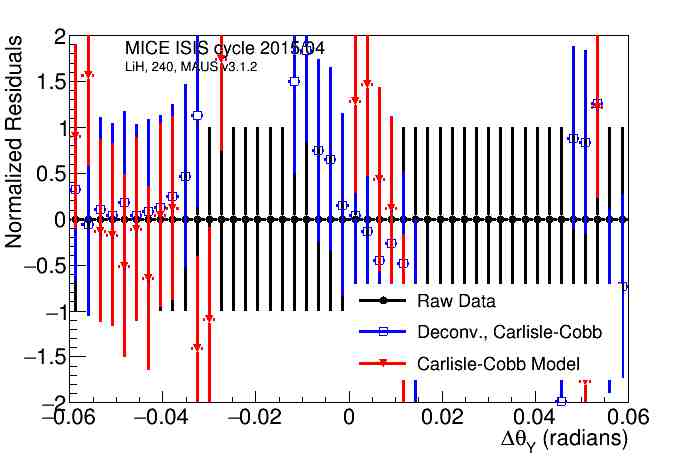 MICE ISIS cycle 2015/04
LiH, 240, MAUS v3.1.2
Normalized Residuals
2
1.5
1
0.5
0
−0.5
−1
−1.5
−2
Raw Data
Deconv., Carlisle-Cobb
Carlisle-Cobb Model
−0.06 −0.04 −0.02 0 0.02 0.04 0.06
Δθ_Y (radians)